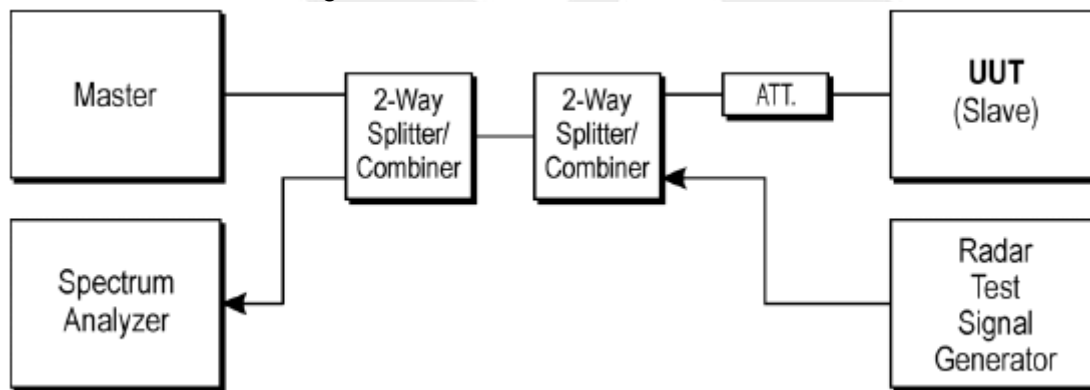 Master
2-Way
Splitter/
Combiner
2-Way
Splitter/
Combiner
ATT.
UUT
(Slave)
Spectrum
Analyzer
Radar
Test
Signal
Generator